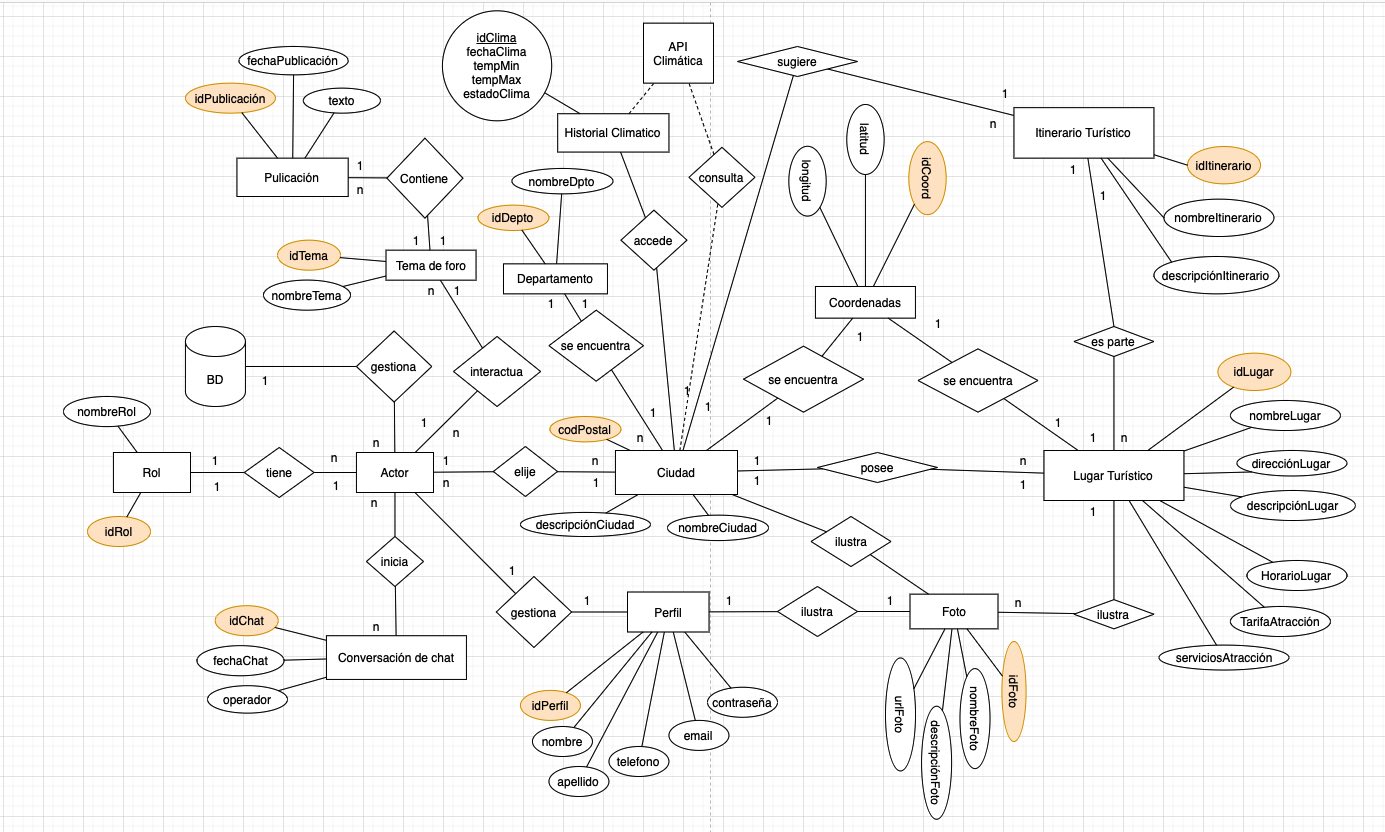 idClima
fechaClima
tempMin
tempMax
estadoClima
API
Climática
sugiere
fechaPublicación
idPublicación
texto
1
n
Historial Climatico
Itinerario Turístico
latitud
longitud
idCoord
idItinerario
Pulicación
1
n
Contiene
consulta
nombreDpto
1
1
idDepto
nombreItinerario
1
1
accede
idTema
Tema de foro
nombreTema
n
1
Departamento
descripciónItinerario
1
1
Coordenadas
1
1
se encuentra
es parte
BD
1
gestiona
interactua
se encuentra
se encuentra
idLugar
1
1
nombreRol
1
1
1
nombreLugar
n
1
n
codPostal
n
1
n
Rol
1
1
tiene
n
1
Actor
1
n
elije
n
1
Ciudad
1
1
posee
n
1
Lugar Turístico
direcciónLugar
descripciónLugar
n
1
idRol
descripciónCiudad
nombreCiudad
ilustra
inicia
1
HorarioLugar
idChat
n
gestiona
1
Perfil
1
ilustra
1
Foto
n
ilustra
TarifaAtracción
fechaChat
Conversación de chat
serviciosAtracción
operador
idPerfil
contraseña
nombre
email
telefono
apellido
urlFoto
descripciónFoto
nombreFoto
idFoto